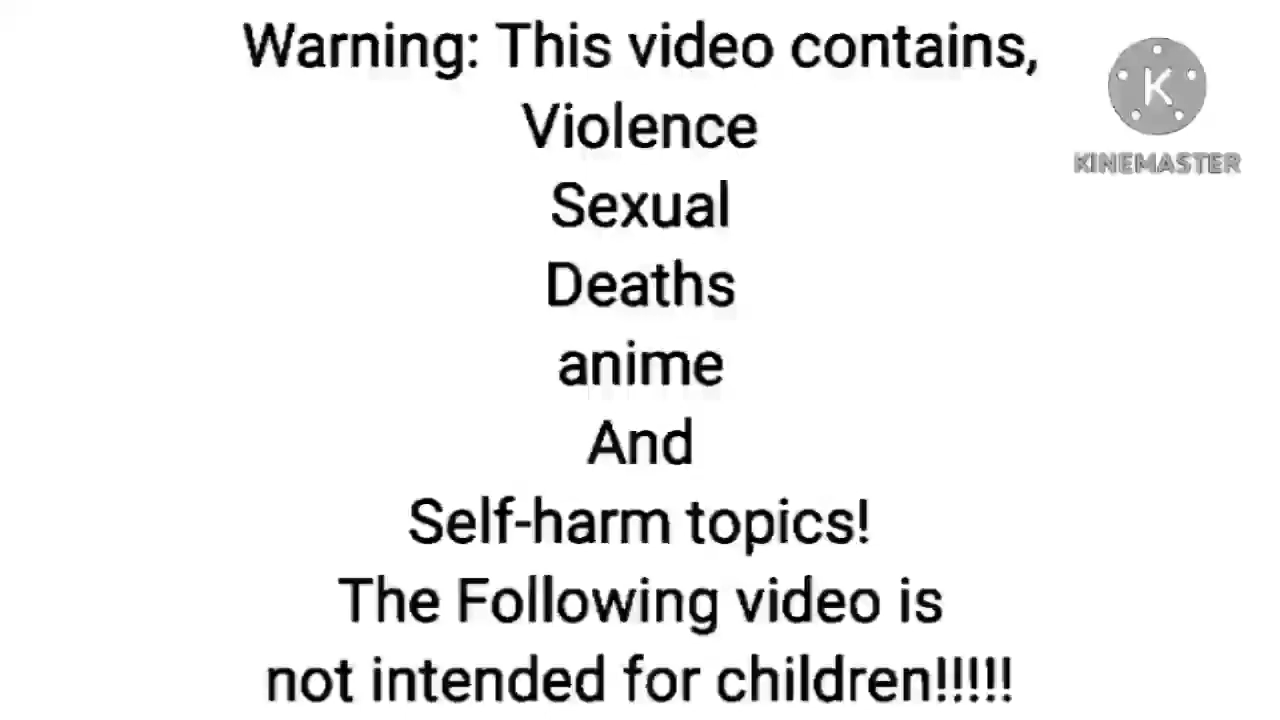 Warning: This video contains,
Violence
Sexual
Deaths
anime
And
Self-harm topics!
The Following video is
not intended for children!!!!!
K
KINEMASTER